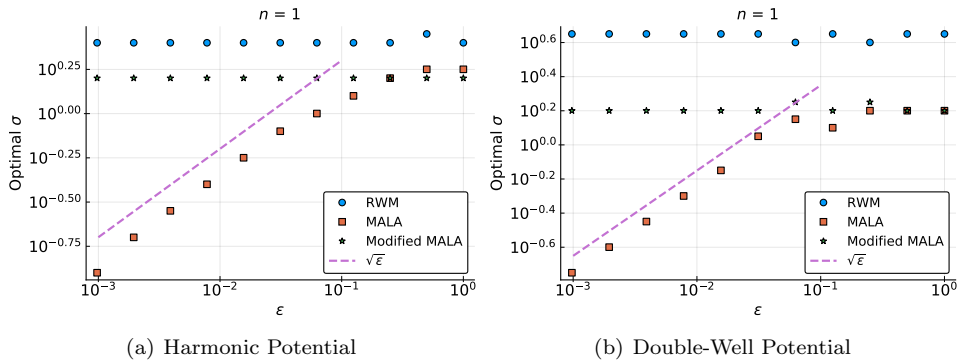 n = 1
Optimal σ
10^0.25
10^0.00
10^−0.25
10^−0.50
10^−0.75
RWM
MALA
Modified MALA
√ε
10^−3
10^−2
10^−1
10^0
ε
(a) Harmonic Potential
n = 1
Optimal σ
10^0.6
10^0.4
10^0.2
10^0.0
10^−0.2
10^−0.4
10^−0.6
RWM
MALA
Modified MALA
√ε
10^−3
10^−2
10^−1
10^0
ε
(b) Double-Well Potential